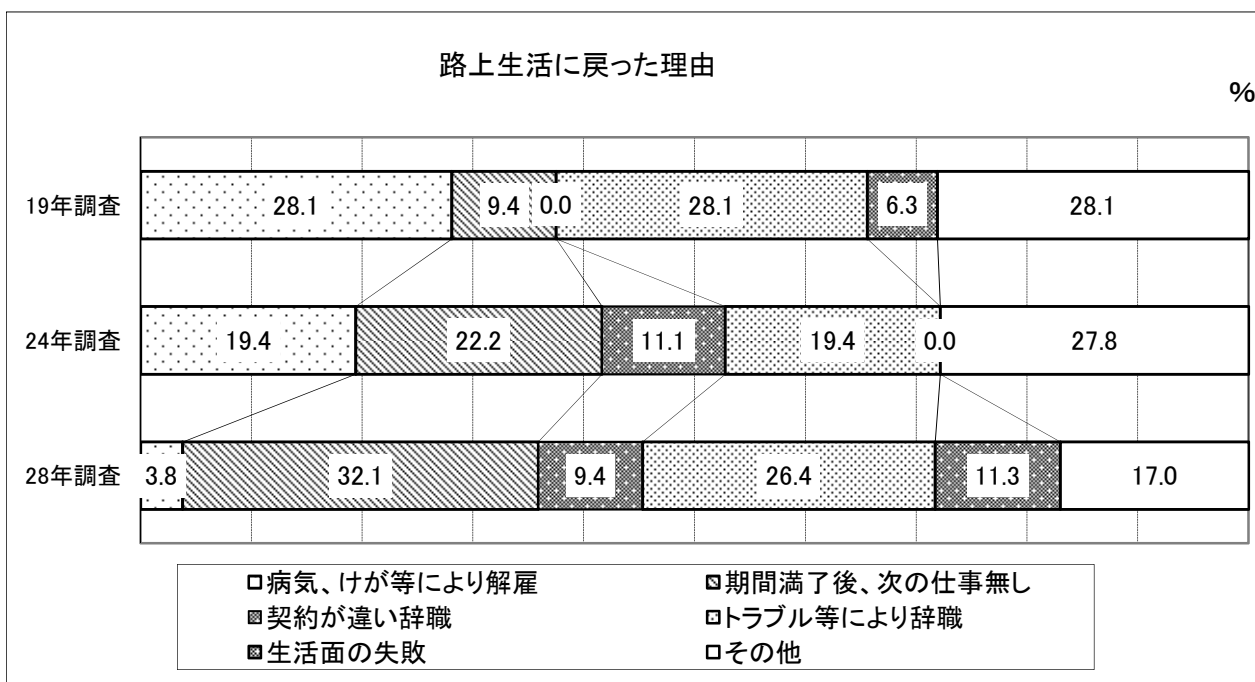 路上生活に戻った理由
%
19年調査 28.1 9.4 0.0 28.1 6.3 28.1
24年調査 19.4 22.2 11.1 19.4 0.0 27.8
28年調査 3.8 32.1 9.4 26.4 11.3 17.0
病気、けが等により解雇 期間満了後、次の仕事無し
契約が違い辞職 トラブル等により辞職
生活面の失敗 その他